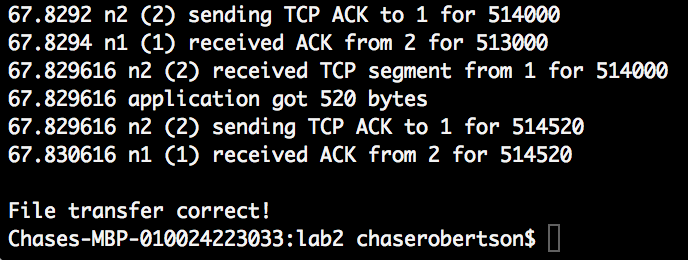 67.8292 n2 (2) sending TCP ACK to 1 for 514000
67.8294 n1 (1) received ACK from 2 for 513000
67.829616 n2 (2) received TCP segment from 1 for 514000
67.829616 application got 520 bytes
67.829616 n2 (2) sending TCP ACK to 1 for 514520
67.830616 n1 (1) received ACK from 2 for 514520
File transfer correct!
Chases-MBP-010024223033:lab2 chaserobertson$